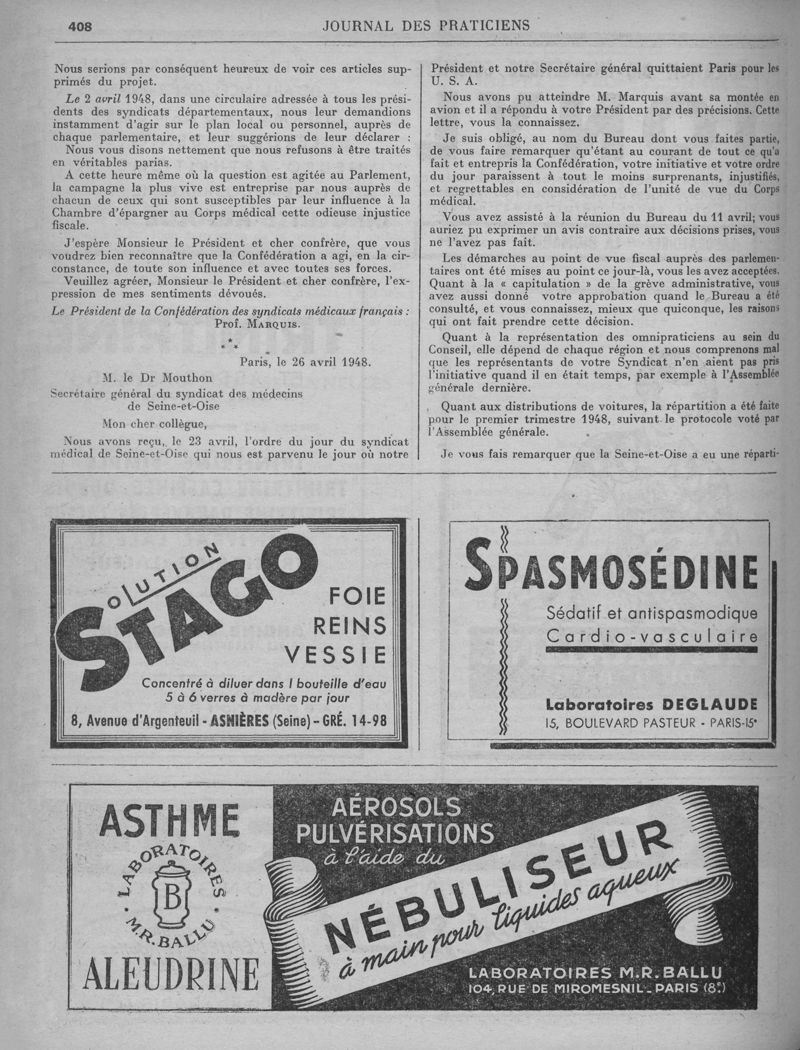 408
JOURNAL DES PRATICIENS
Nous serions par conséquent heureux de voir ces articles sup-
primés du projet.
Le 2 avril 1948, dans une circulaire adressée à tous les prési-
dents des syndicats départementaux, nous leur demandions
instamment d'agir sur le plan local ou personnel, auprès de
chaque parlementaire, et leur suggérions de leur déclarer :
Nous vous disons nettement que nous refusons à être traités
en véritables parias.
A cette heure même où la question est agitée au Parlement,
la campagne la plus vive est entreprise par nous auprès de
chacun de ceux qui sont susceptibles par leur influence à la
Chambre d'épargner au Corps médical cette odieuse injustice
fiscale.
J'espère Monsieur le Président et cher confrère, que vous
voudrez bien reconnaître que la Confédération a agi, en la cir-
constance, de toute son influence et avec toutes ses forces.
Veuillez agréer, Monsieur le Président et cher confrère, l'ex-
pression de mes sentiments dévoués.
Le Président de la Confédération des syndicats médicaux français :
Prof. MARQUIS.
* * *
Paris, le 26 avril 1948.
M. le Dr Mouthon
Secrétaire général du syndicat des médecins
de Seine-et-Oise
Mon cher collègue,
Nous avons reçu, le 23 avril, l'ordre du jour du syndicat
médical de Seine-et-Oise qui nous est parvenu le jour où notre
Président et notre Secrétaire général quittaient Paris pour les
U. S. A.
Nous avons pu atteindre M. Marquis avant sa montée en
avion et il a répondu à votre Président par des précisions. Cette
lettre, vous la connaissez.
Je suis obligé, au nom du Bureau dont vous faites partie,
de vous faire remarquer qu'étant au courant de tout ce qu'a
fait et entrepris la Confédération, votre initiative et votre ordre
du jour paraissent à tout le moins surprenants, injustifiés,
et regrettables en considération de l'unité de vue du Corps
médical.
Vous avez assisté à la réunion du Bureau du 11 avril; vous
auriez pu exprimer un avis contraire aux décisions prises, vous
ne l'avez pas fait.
Les démarches au point de vue fiscal auprès des parlemen-
taires ont été mises au point ce jour-là, vous les avez acceptées.
Quant à la « capitulation » de la grève administrative, vous
avez aussi donné votre approbation quand le Bureau a été
consulté, et vous connaissez, mieux que quiconque, les raisons
qui ont fait prendre cette décision.
Quant à la représentation des omnipraticiens au sein du
Conseil, elle dépend de chaque région et nous comprenons mal
que les représentants de votre Syndicat n'en aient pas pris
l'initiative quand il en était temps, par exemple à l'Assemblée
générale dernière.
Quant aux distributions de voitures, la répartition a été faite
pour le premier trimestre 1948, suivant le protocole voté par
l'Assemblée générale.
Je vous fais remarquer que la Seine-et-Oise a eu une réparti-
SOLUTION
STAGO
FOIE
REINS
VESSIE
Concentré à diluer dans 1 bouteille d'eau
5 à 6 verres à madère par jour
8, Avenue d'Argenteuil - ASNIÈRES (Seine) - GRÉ. 14-98
SPASMOSÉDINE
Sédatif et antispasmodique
Cardio-vasculaire
Laboratoires DEGLAUDE
15, BOULEVARD PASTEUR - PARIS-15e
ASTHME
LABORATOIRES
B
M.R. BALLU
ALEUDRINE
AÉROSOLS
PULVÉRISATIONS
à l'aide du
NÉBULISEUR
à main pour liquides aqueux
LABORATOIRES M.R. BALLU
104, RUE DE MIROMESNIL - PARIS (8e)